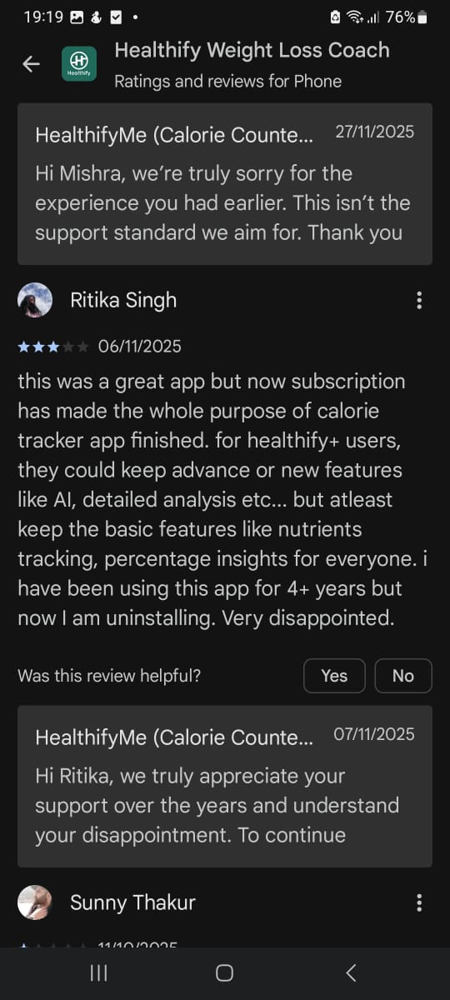 19:19 76%
Healthify Weight Loss Coach
Healthify
Ratings and reviews for Phone
HealthifyMe (Calorie Counte... 27/11/2025
Hi Mishra, we're truly sorry for the
experience you had earlier. This isn't the
support standard we aim for. Thank you
Ritika Singh
06/11/2025
this was a great app but now subscription
has made the whole purpose of calorie
tracker app finished. for healthify+ users,
they could keep advance or new features
like AI, detailed analysis etc... but atleast
keep the basic features like nutrients
tracking, percentage insights for everyone. i
have been using this app for 4+ years but
now I am uninstalling. Very disappointed.
Was this review helpful? Yes No
HealthifyMe (Calorie Counte... 07/11/2025
Hi Ritika, we truly appreciate your
support over the years and understand
your disappointment. To continue
Sunny Thakur
11/10/2025